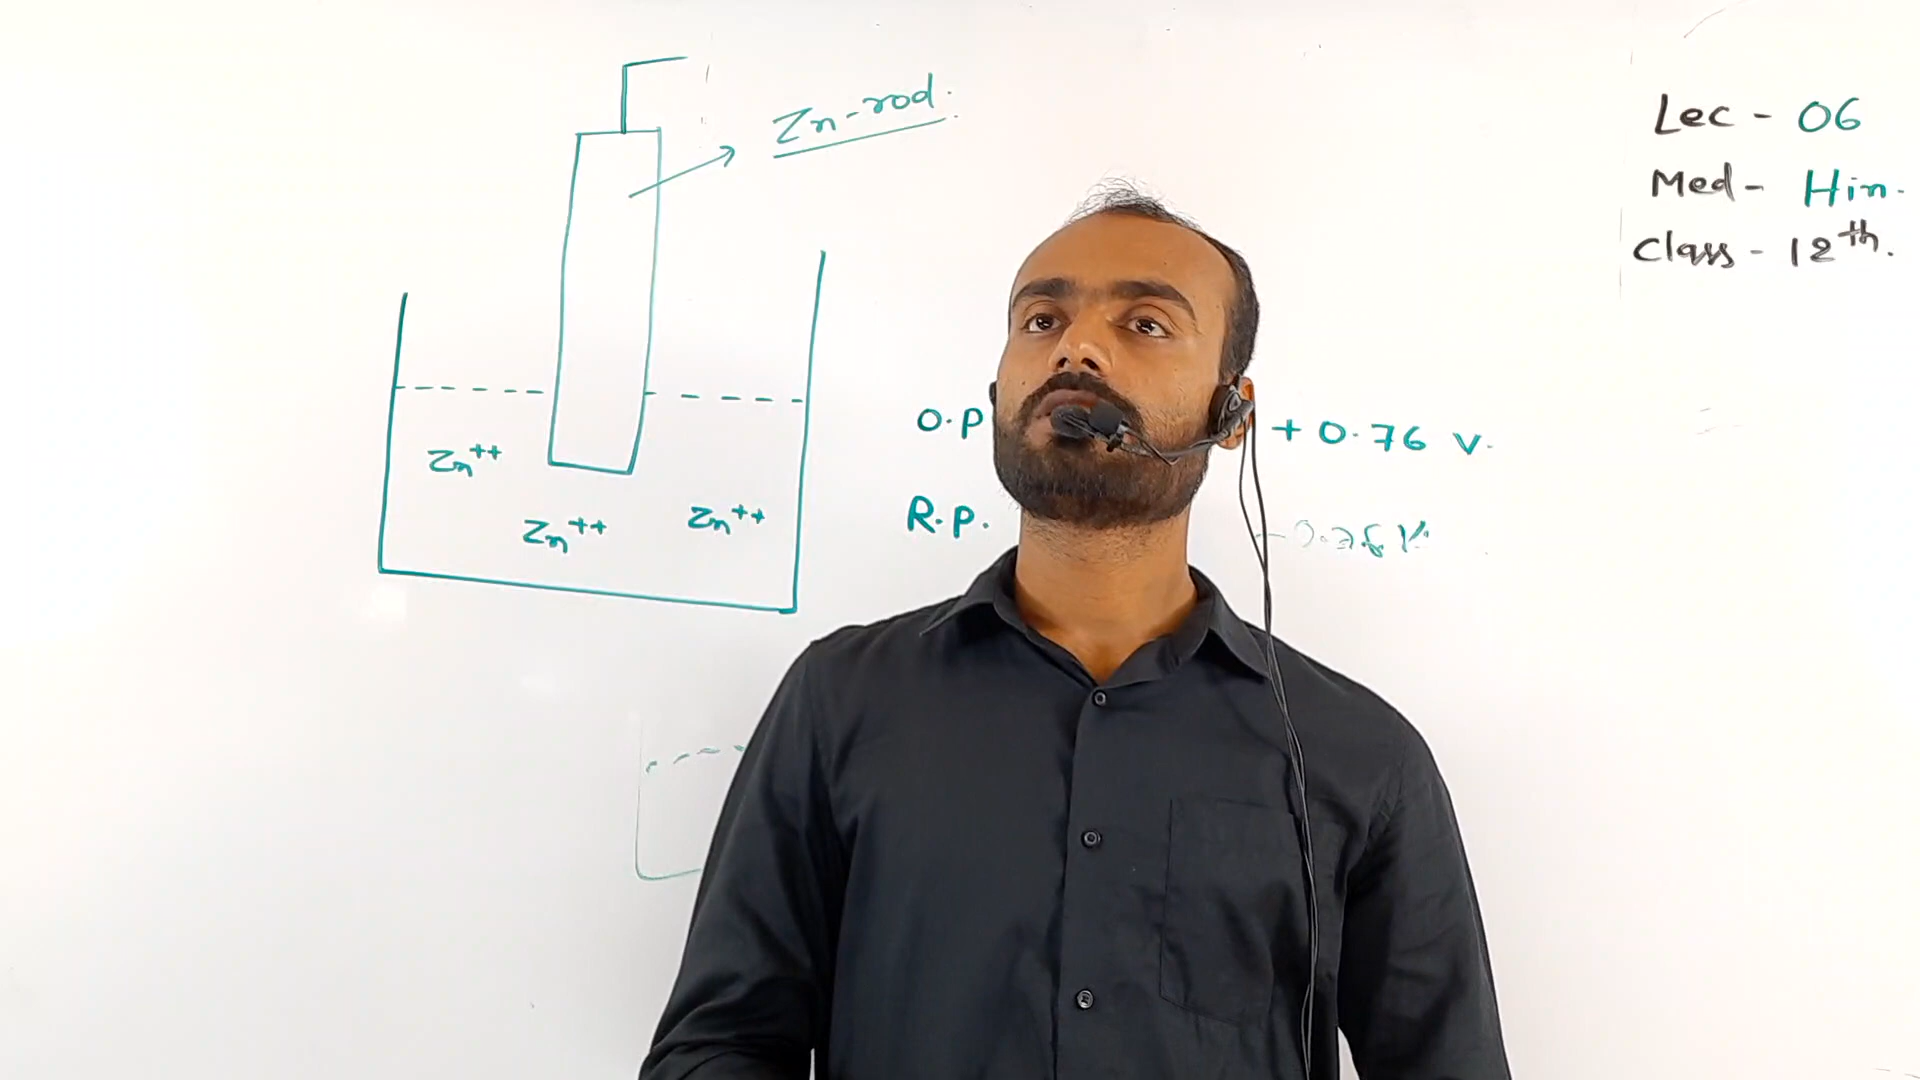 Zn-rod.
Lec - 06
Med - Hin.
Class - 12th.
Zn++
Zn++
Zn++
O.P + 0.76 V.
R.P.